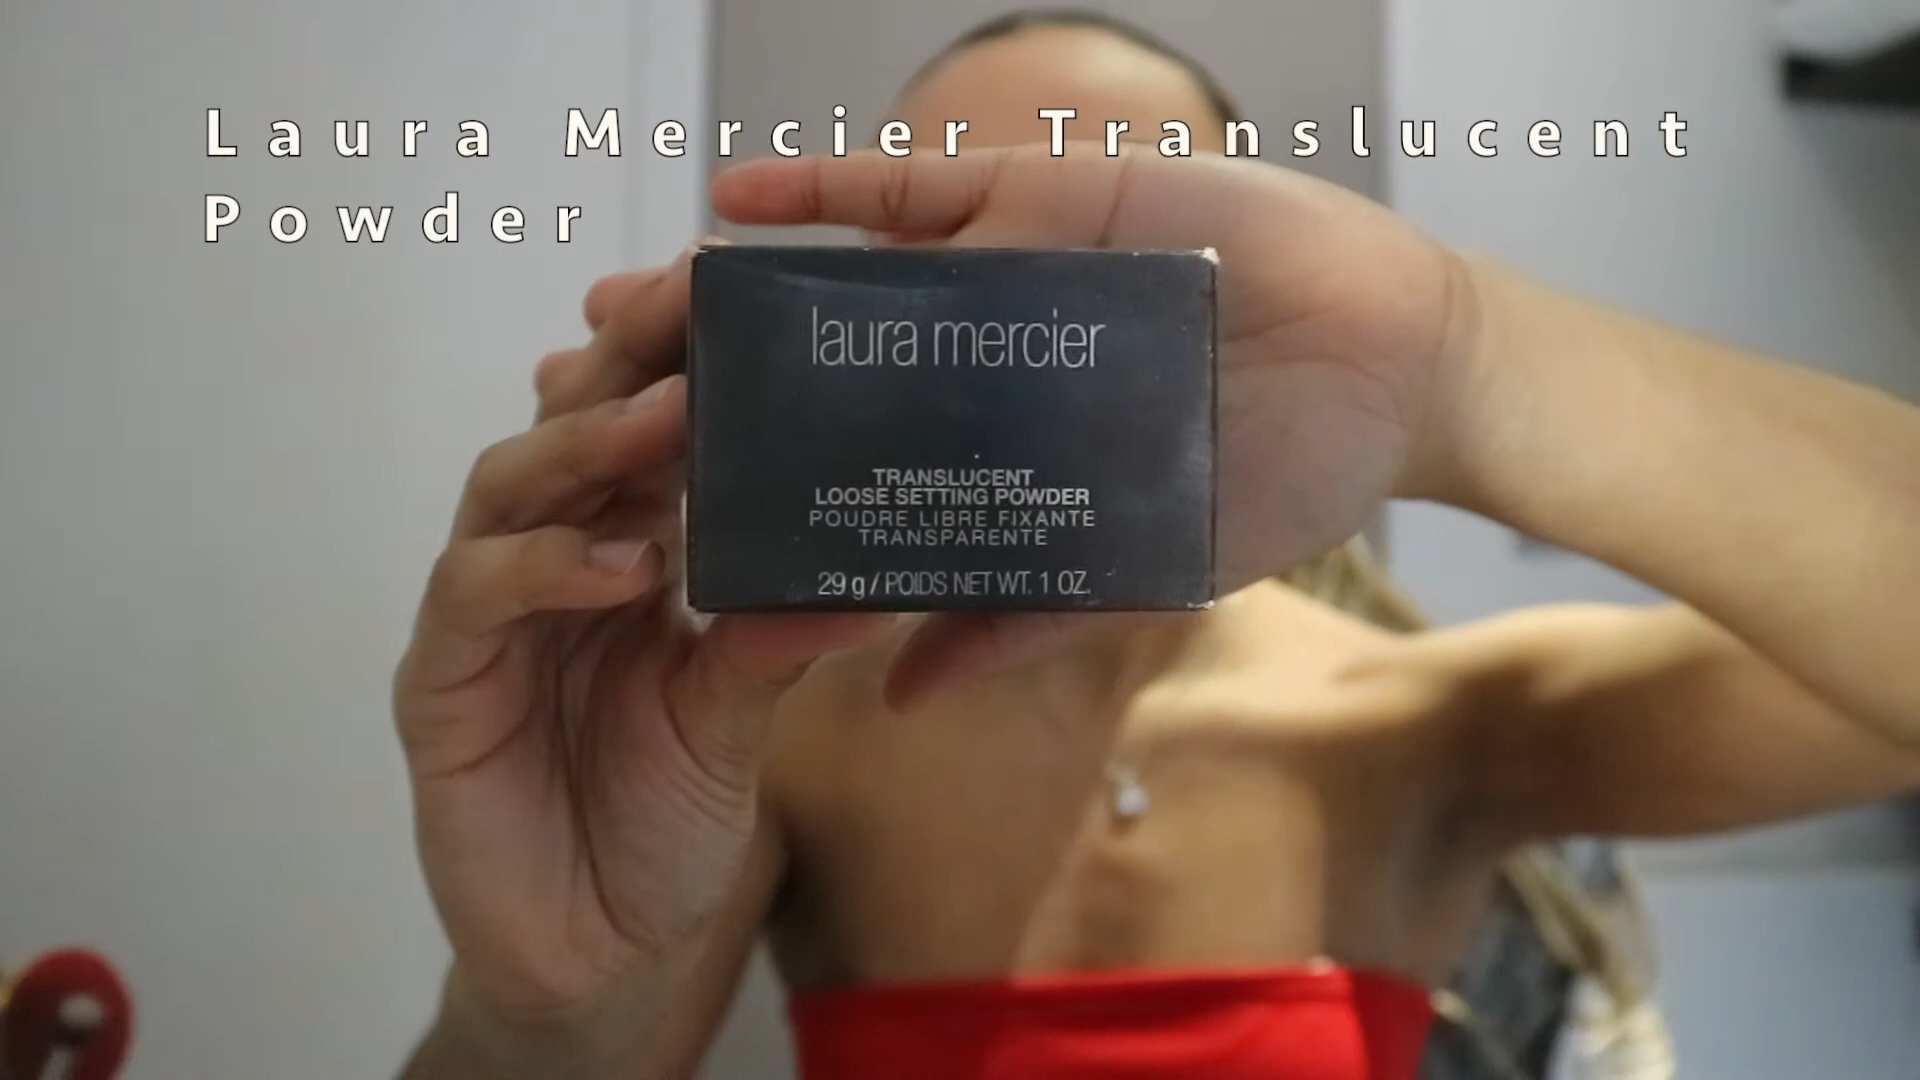 Laura Mercier Translucent
Powder
laura mercier
TRANSLUCENT
LOOSE SETTING POWDER
POUDRE LIBRE FIXANTE
TRANSPARENTE
29 g / POIDS NET WT. 1 OZ.